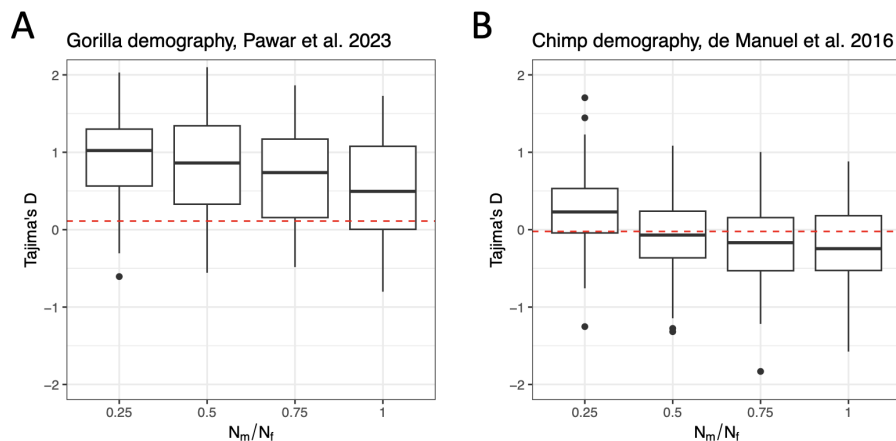 A
Gorilla demography, Pawar et al. 2023
Tajima's D
2
1
0
−1
−2
0.25 0.5 0.75 1
Nm/Nf
B
Chimp demography, de Manuel et al. 2016
Tajima's D
2
1
0
−1
−2
0.25 0.5 0.75 1
Nm/Nf